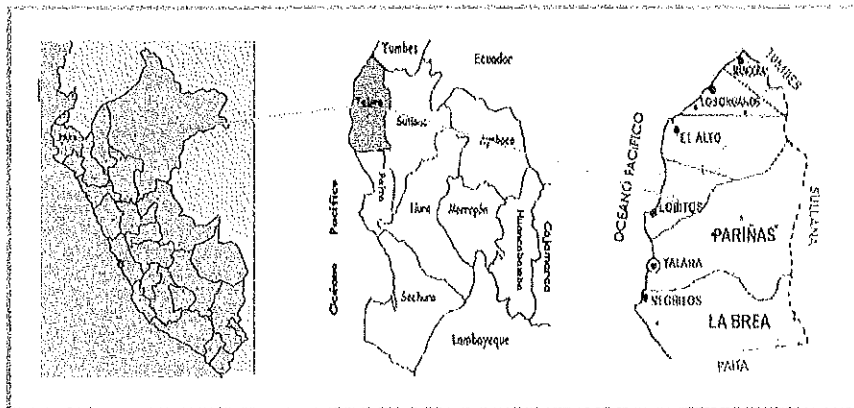 Tumbes
Ecuador
Talara
Sullana
Ayabaca
Paita
Piura
Morropón
Huancabamba
Cajamarca
Océano Pacífico
Sechura
Lambayeque
TUMBES
MÁNCORA
LOS ORGANOS
EL ALTO
OCEANO PACIFICO
LOBITOS
SULLANA
PARIÑAS
TALARA
NEGRITOS
LA BREA
PAITA